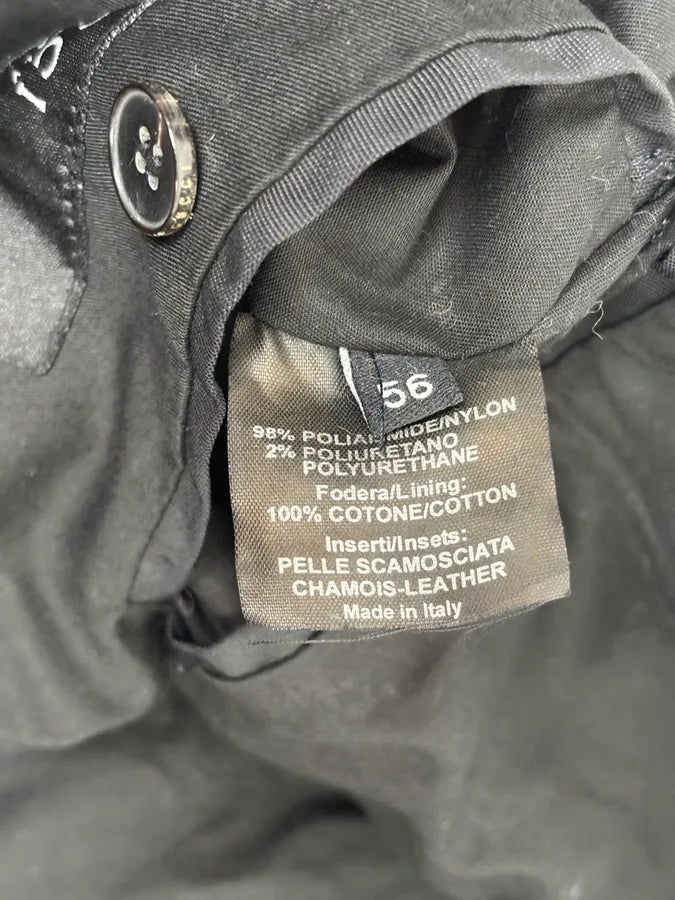 56
98% POLIAMMIDE/NYLON
2% POLIURETANO
POLYURETHANE
Fodera/Lining:
100% COTONE/COTTON
Inserti/Insets:
PELLE SCAMOSCIATA
CHAMOIS-LEATHER
Made in Italy